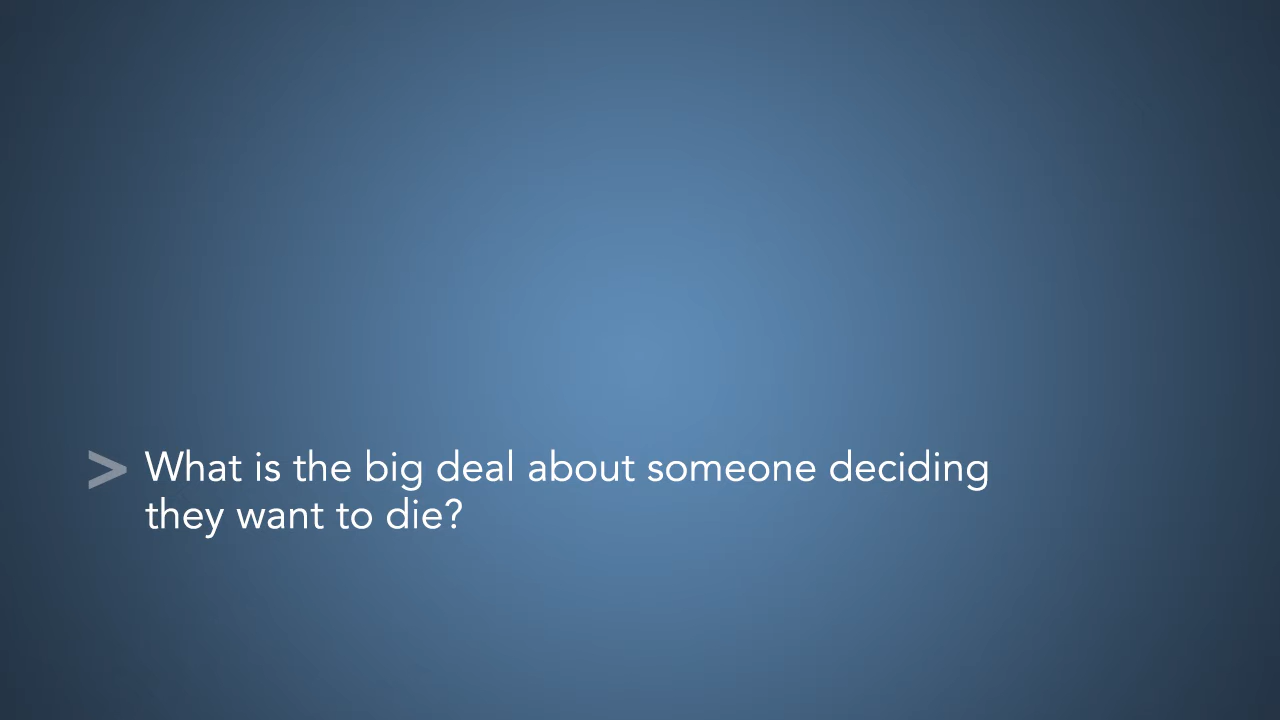 > What is the big deal about someone deciding
they want to die?